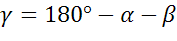 γ = 180° − α − β